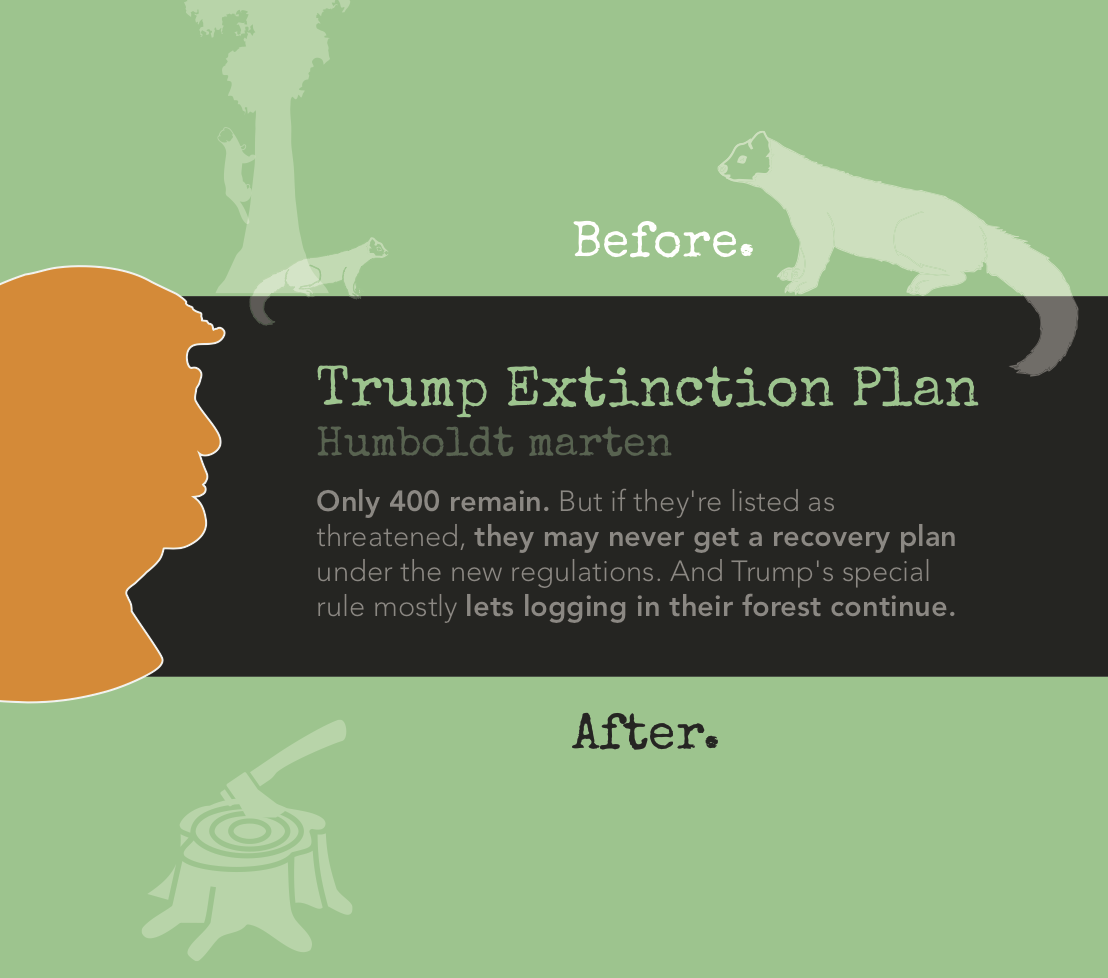 Before.
Trump Extinction Plan
Humboldt marten
Only 400 remain. But if they're listed as
threatened, they may never get a recovery plan
under the new regulations. And Trump's special
rule mostly lets logging in their forest continue.
After.